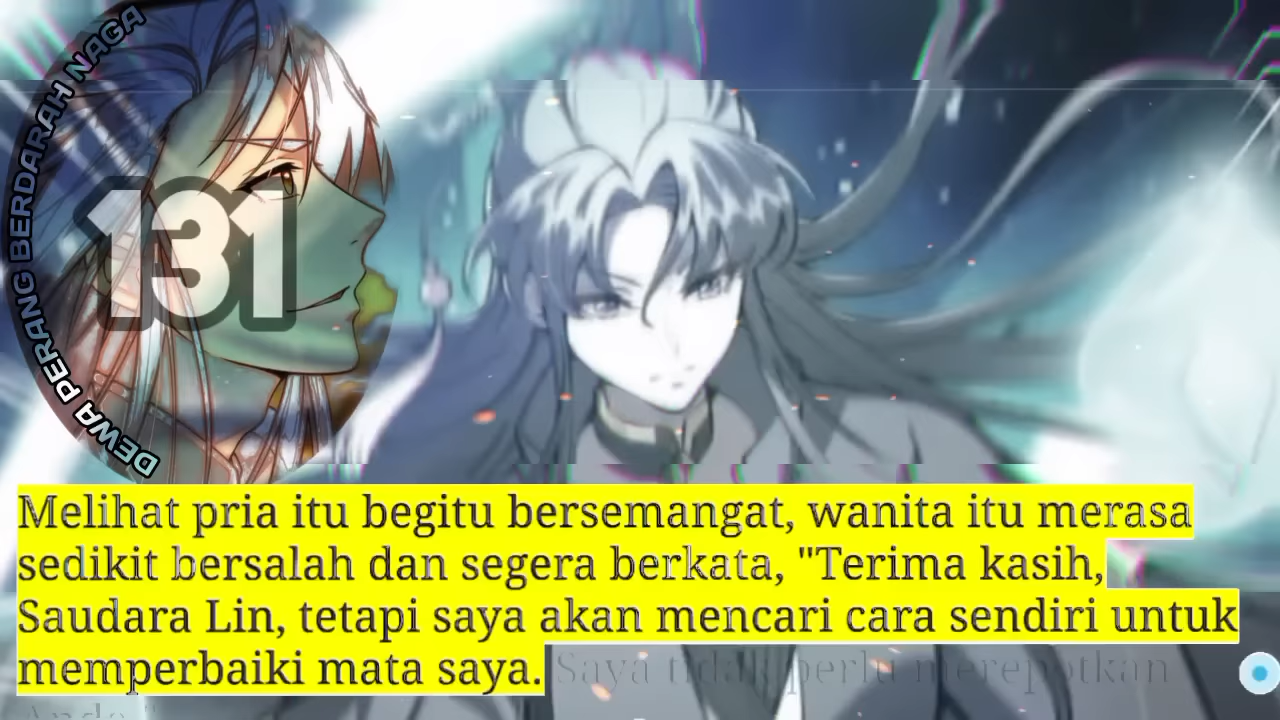 DEWA PERANG BERDARAH NAGA
131
Melihat pria itu begitu bersemangat, wanita itu merasa
sedikit bersalah dan segera berkata, "Terima kasih,
Saudara Lin, tetapi saya akan mencari cara sendiri untuk
memperbaiki mata saya. Saya tidak perlu merepotkan
Anda."